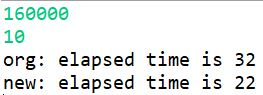 160000
10
org: elapsed time is 32
new: elapsed time is 22